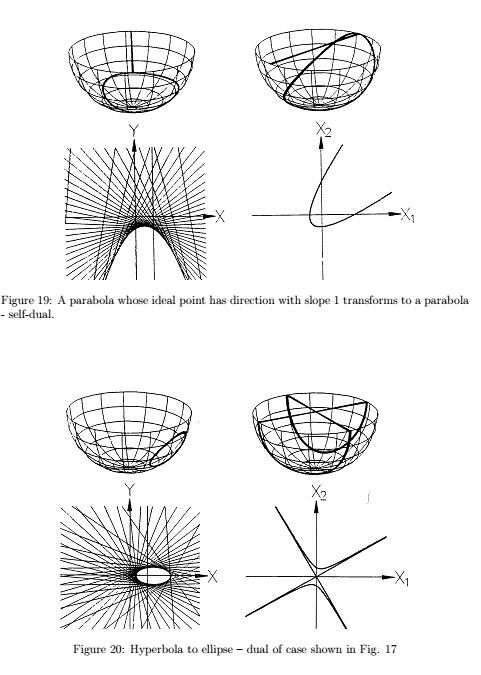 Y
X
X2
X1
Figure 19: A parabola whose ideal point has direction with slope 1 transforms to a parabola
- self-dual.
Y
X
X2
X1
Figure 20: Hyperbola to ellipse – dual of case shown in Fig. 17